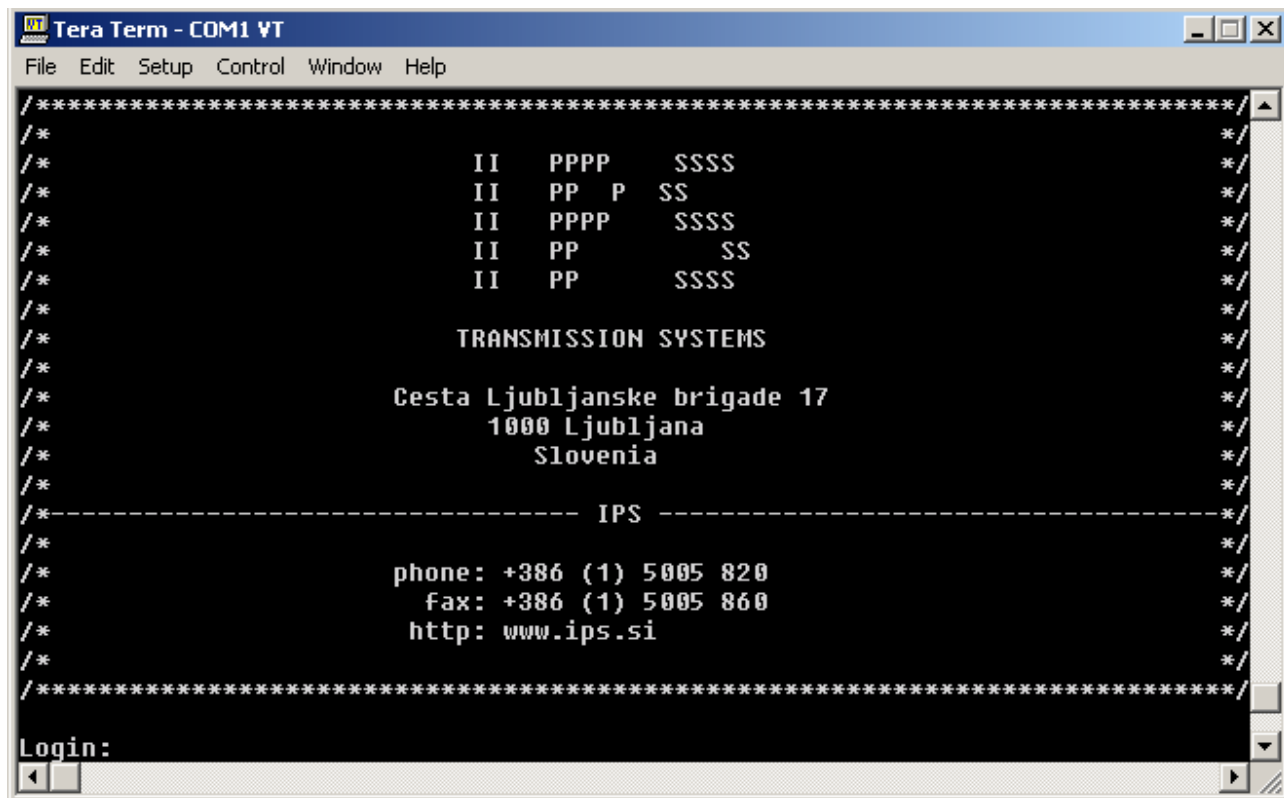 Tera Term - COM1 VT
File Edit Setup Control Window Help
/*****************************************************************************/
/*                                                                           */
/*                           II   PPPP    SSSS                               */
/*                           II   PP  P  SS                                  */
/*                           II   PPPP    SSSS                               */
/*                           II   PP         SS                              */
/*                           II   PP      SSSS                               */
/*                                                                           */
/*                          TRANSMISSION SYSTEMS                             */
/*                                                                           */
/*                      Cesta Ljubljanske brigade 17                         */
/*                            1000 Ljubljana                                 */
/*                               Slovenia                                    */
/*                                                                           */
/*---------------------------------- IPS ------------------------------------*/
/*                                                                           */
/*                      phone: +386 (1) 5005 820                             */
/*                        fax: +386 (1) 5005 860                             */
/*                       http: www.ips.si                                    */
/*                                                                           */
/*****************************************************************************/
Login: